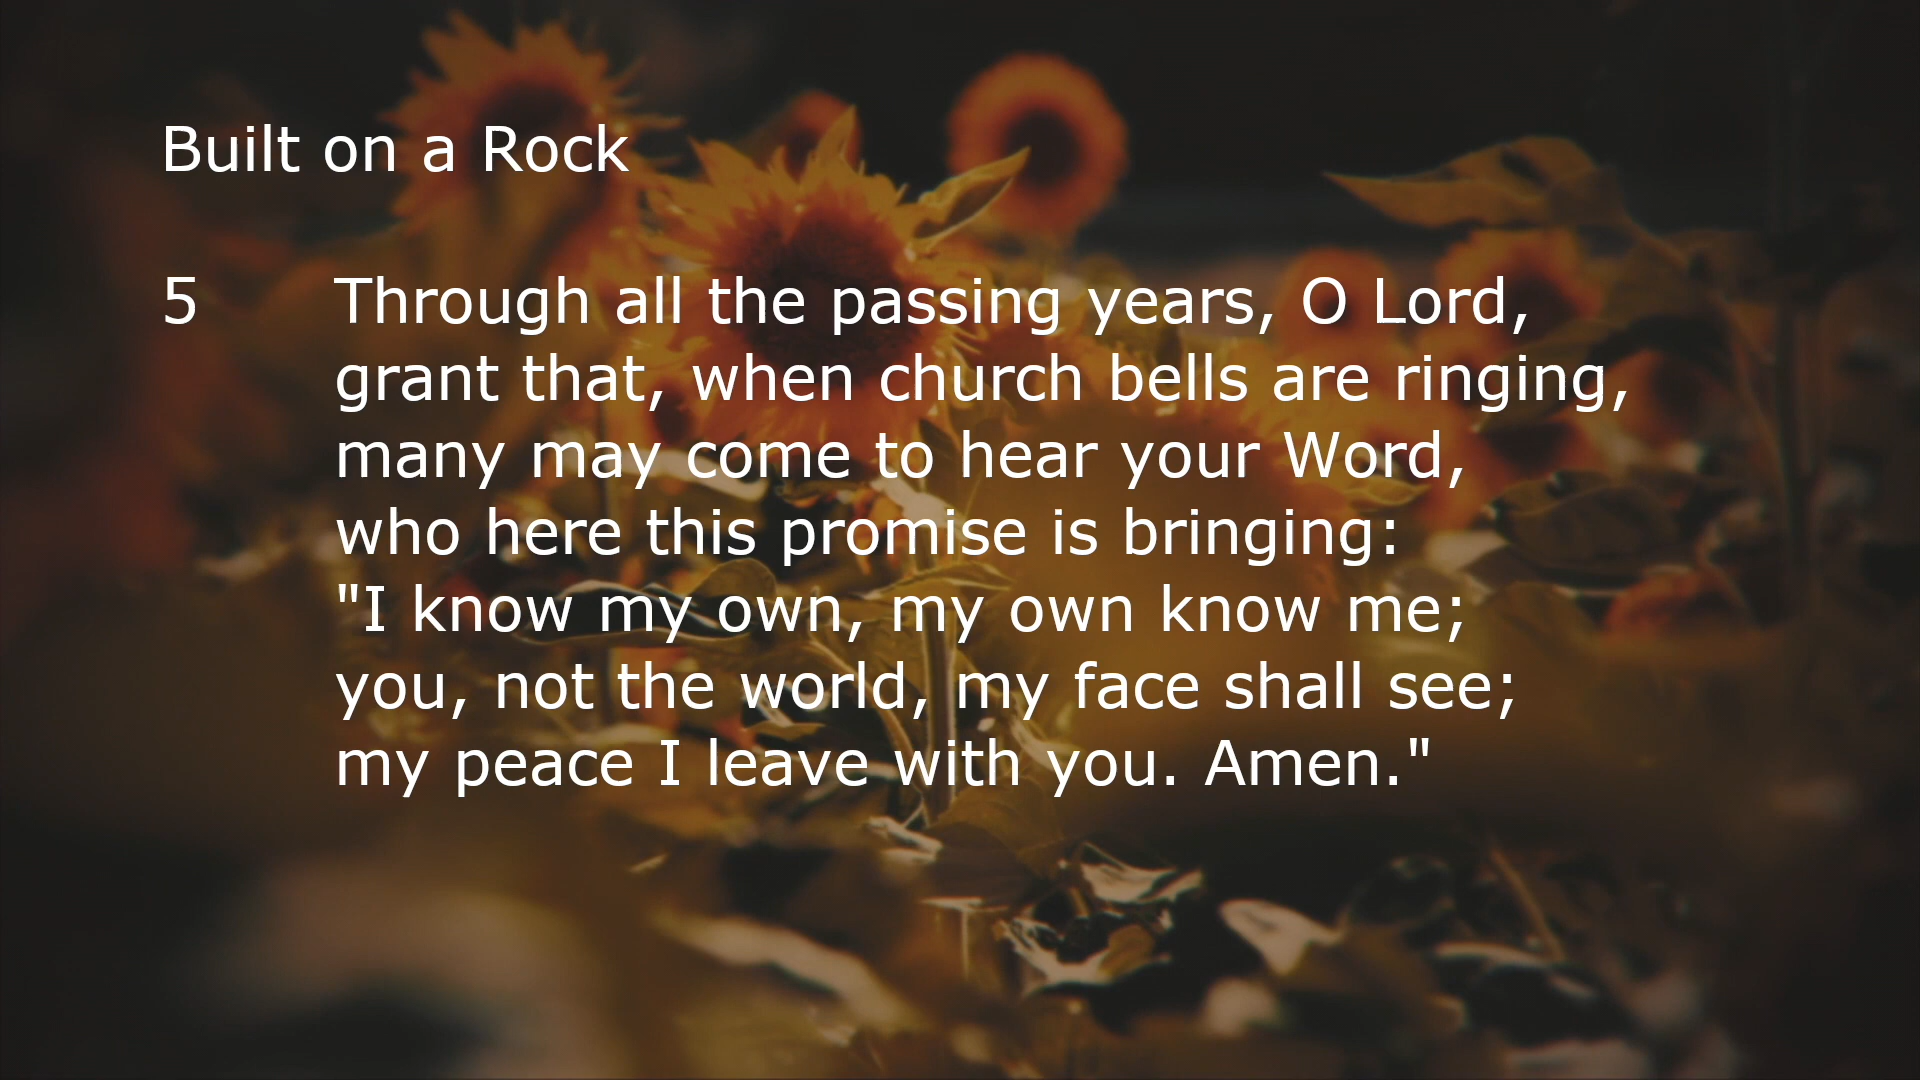 Built on a Rock
5 Through all the passing years, O Lord,
grant that, when church bells are ringing,
many may come to hear your Word,
who here this promise is bringing:
"I know my own, my own know me;
you, not the world, my face shall see;
my peace I leave with you. Amen."